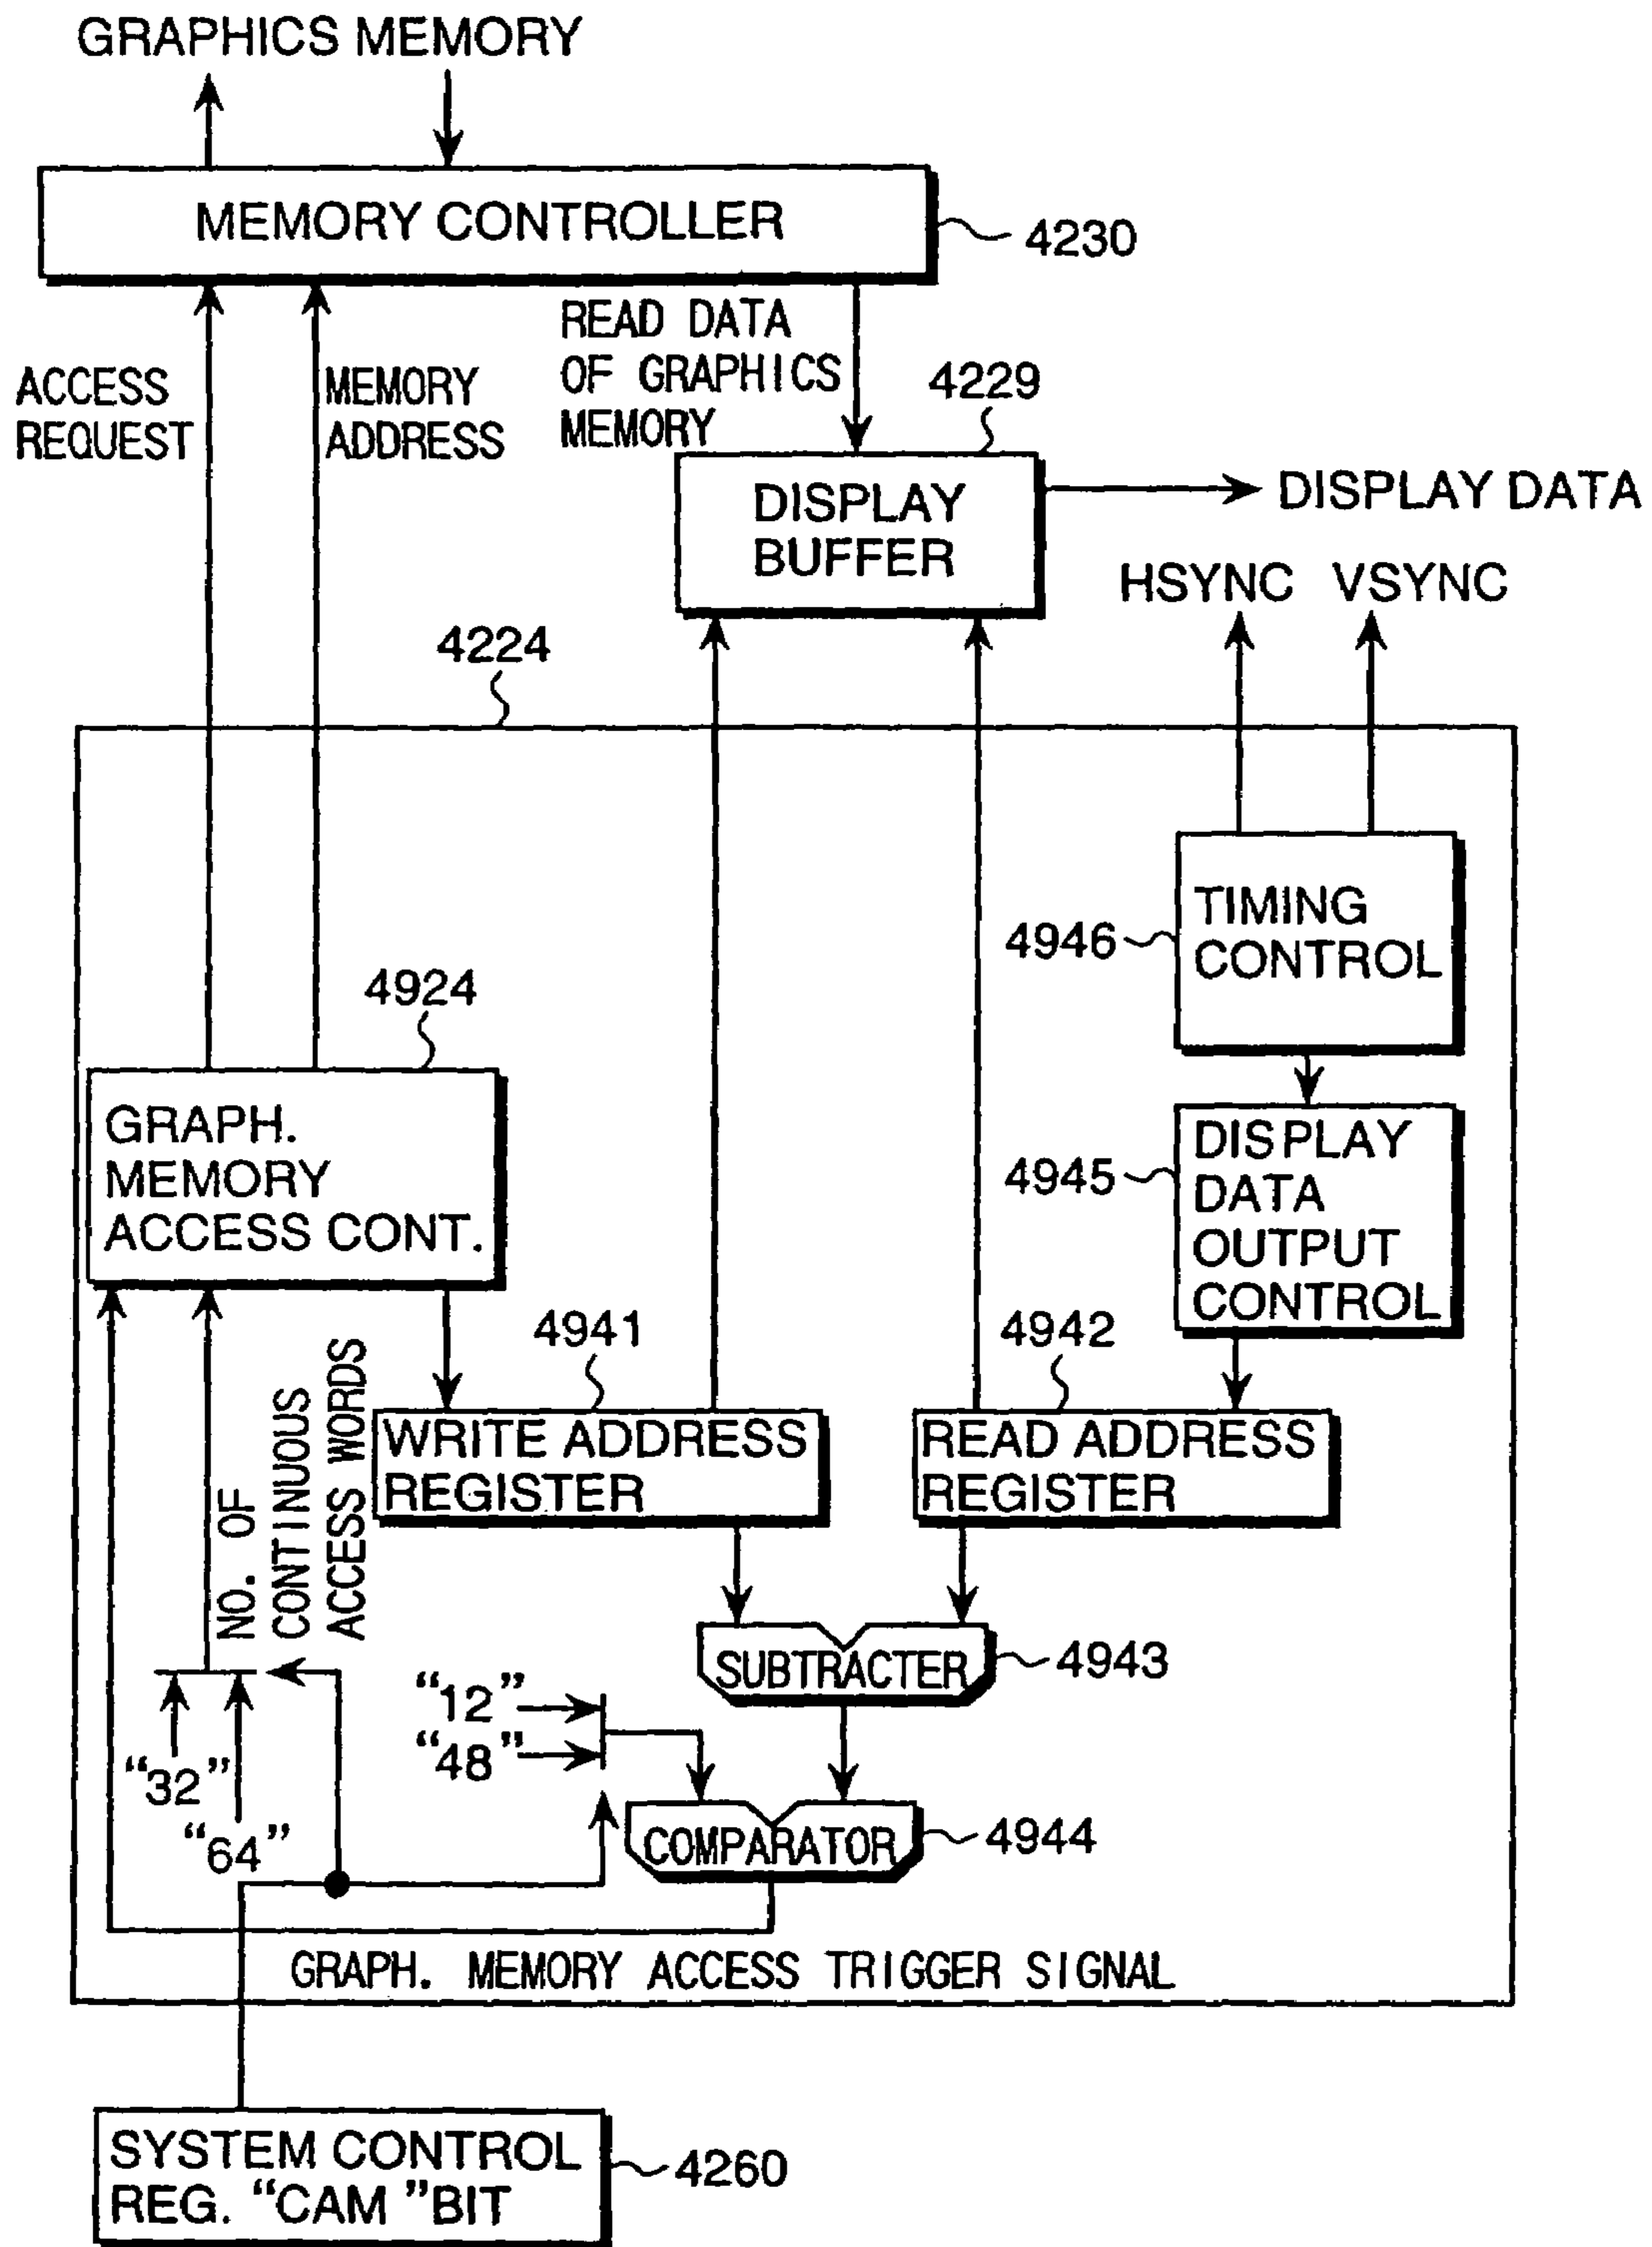 GRAPHICS MEMORY
MEMORY CONTROLLER
4230
ACCESS
REQUEST
MEMORY
ADDRESS
READ DATA
OF GRAPHICS
MEMORY
4229
DISPLAY
BUFFER
DISPLAY DATA
HSYNC VSYNC
4224
TIMING
CONTROL
4946
4924
GRAPH.
MEMORY
ACCESS CONT.
DISPLAY
DATA
OUTPUT
CONTROL
4945
4941
4942
NO. OF
CONTINUOUS
ACCESS WORDS
WRITE ADDRESS
REGISTER
READ ADDRESS
REGISTER
SUBTRACTER
4943
"12"
"48"
"32"
"64"
COMPARATOR
4944
GRAPH. MEMORY ACCESS TRIGGER SIGNAL
SYSTEM CONTROL
REG. "CAM "BIT
4260